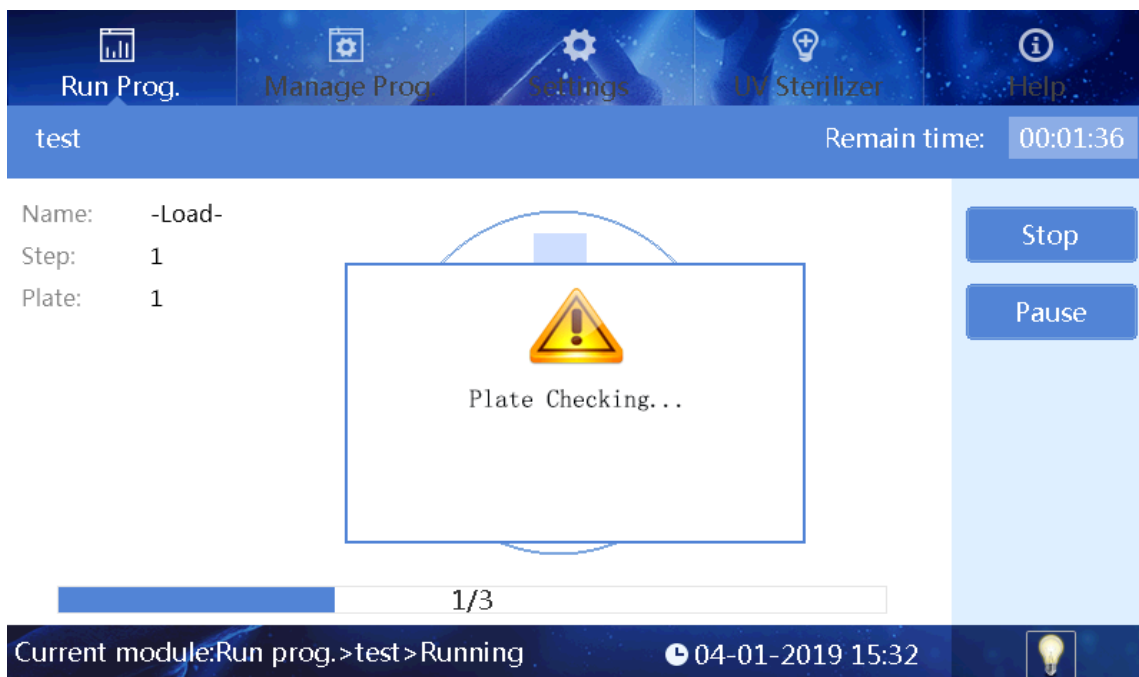 Run Prog. Manage Prog. Settings UV Sterilizer Help
test Remain time: 00:01:36
Name: -Load-
Step: 1
Plate: 1
Stop
Pause
Plate Checking...
1/3
Current module:Run prog.>test>Running 04-01-2019 15:32